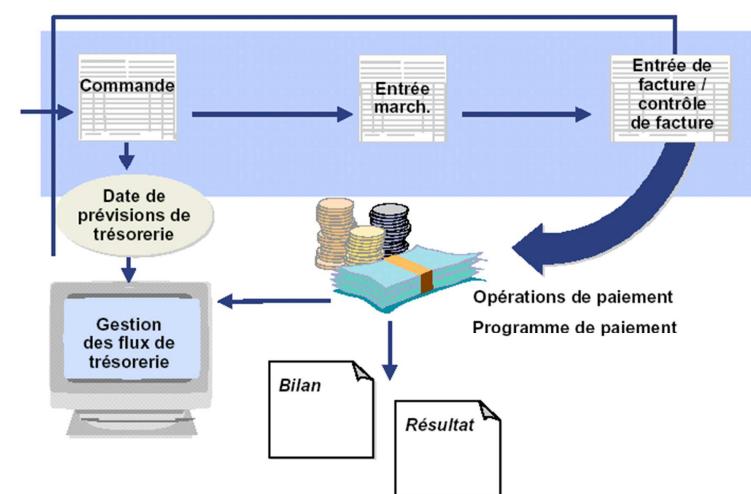 Commande
Entrée
march.
Entrée de
facture /
contrôle
de facture
Date de
prévisions de
trésorerie
Opérations de paiement
Programme de paiement
Gestion
des flux de
trésorerie
Bilan
Résultat